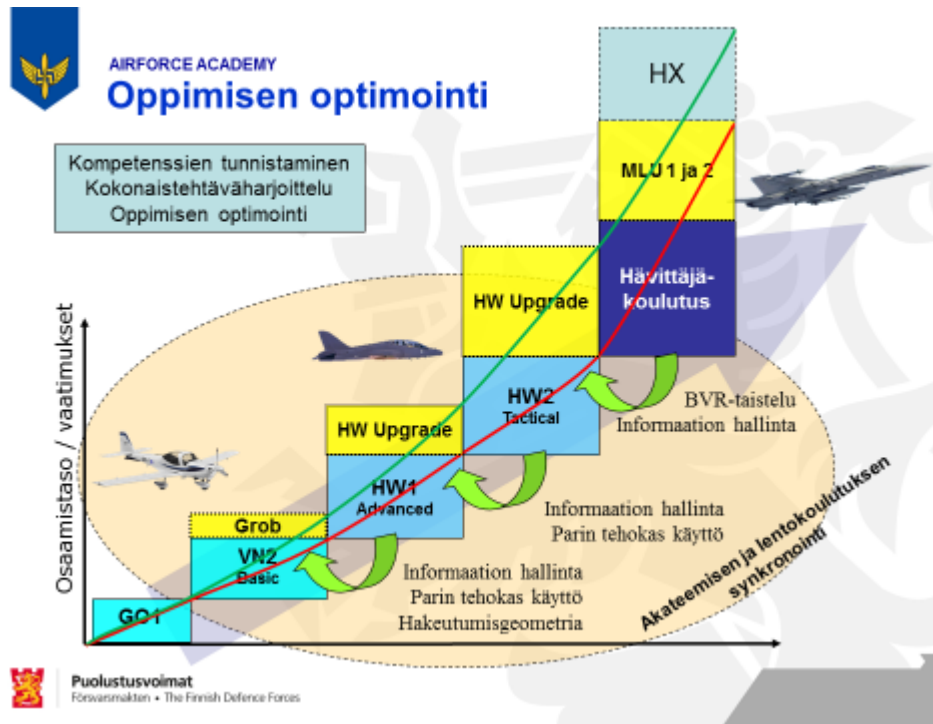 AIRFORCE ACADEMY
Oppimisen optimointi
Kompetenssien tunnistaminen
Kokonaistehtäväharjoittelu
Oppimisen optimointi
HX
MLU 1 ja 2
Hävittäjä-
koulutus
HW Upgrade
HW2
Tactical
BVR-taistelu
Informaation hallinta
HW Upgrade
HW1
Advanced
Informaation hallinta
Parin tehokas käyttö
Grob
VN2
Basic
Informaation hallinta
Parin tehokas käyttö
Hakeutumisgeometria
Osaamistaso / vaatimukset
Akateemisen ja lentokoulutuksen
synkronointi
Puolustusvoimat
Försvarsmakten • The Finnish Defence Forces